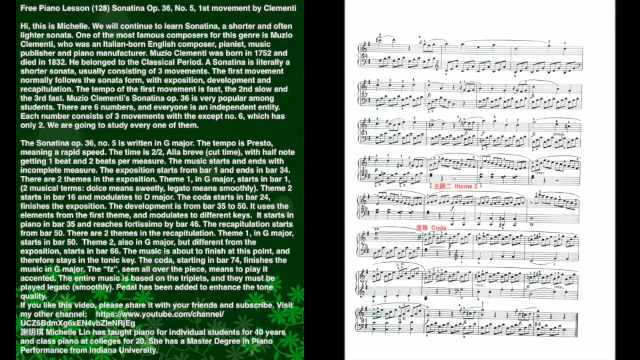 Free Piano Lesson (128) Sonatina Op. 36, No. 5, 1st movement by Clementi
Hi, this is Michelle. We will continue to learn Sonatina, a shorter and often
lighter sonata. One of the most famous composers for this genre is Muzio
Clementi, who was an Italian-born English composer, pianist, music
publisher and piano manufacturer. Muzio Clementi was born in 1752 and
died in 1832. He belonged to the Classical Period. A Sonatina is literally a
shorter sonata, usually consisting of 3 movements. The first movement
normally follows the sonata form, with exposition, development and
recapitulation. The tempo of the first movement is fast, the 2nd slow and
the 3rd fast. Muzio Clementi's Sonatina op. 36 is very popular among
students. There are 6 numbers, and everyone is an independent entity.
Each number consists of 3 movements with the except no. 6, which has
only 2. We are going to study every one of them.
The Sonatina op. 36, no. 5 is written in G major. The tempo is Presto,
meaning a rapid speed. The time is 2/2, Alla breve (cut time), with half note
getting 1 beat and 2 beats per measure. The music starts and ends with
incomplete measure. The exposition starts from bar 1 and ends in bar 34.
There are 2 themes in the exposition. Theme 1, in G major, starts in bar 1,
(2 musical terms: dolce means sweetly, legato means smoothly). Theme 2
starts in bar 16 and modulates to D major. The coda starts in bar 24,
finishes the exposition. The development is from bar 35 to 50. It uses the
elements from the first theme, and modulates to different keys. It starts in
piano in bar 35 and reaches fortissimo by bar 46. The recapitulation starts
from bar 50. There are 2 themes in the recapitulation. Theme 1, in G major,
starts in bar 50. Theme 2, also in G major, but different from the
exposition, starts in bar 66. The music is about to finish at this point, and
therefore stays in the tonic key. The coda, starting in bar 74, finishes the
music in G major. The "fz", seen all over the piece, means to play it
accented. The entire music is based on the triplets, and they must be
played legato (smoothly). Pedal has been added to enhance the tone
quality.
If you like this video, please share it with your friends and subscribe. Visit
my other channel: https://www.youtube.com/channel/
UCZ6BdmXg6xEN4vbZleNRjEg
謝明琪 Michelle Lin has taught piano for individual students for 40 years
and class piano at colleges for 20. She has a Master Degree in Piano
Performance from Indiana University.
主題二 theme 2
Coda